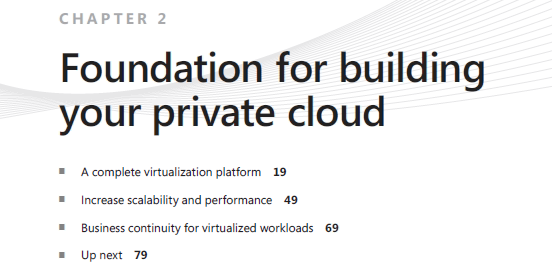 CHAPTER 2
Foundation for building
your private cloud
■ A complete virtualization platform 19
■ Increase scalability and performance 49
■ Business continuity for virtualized workloads 69
■ Up next 79